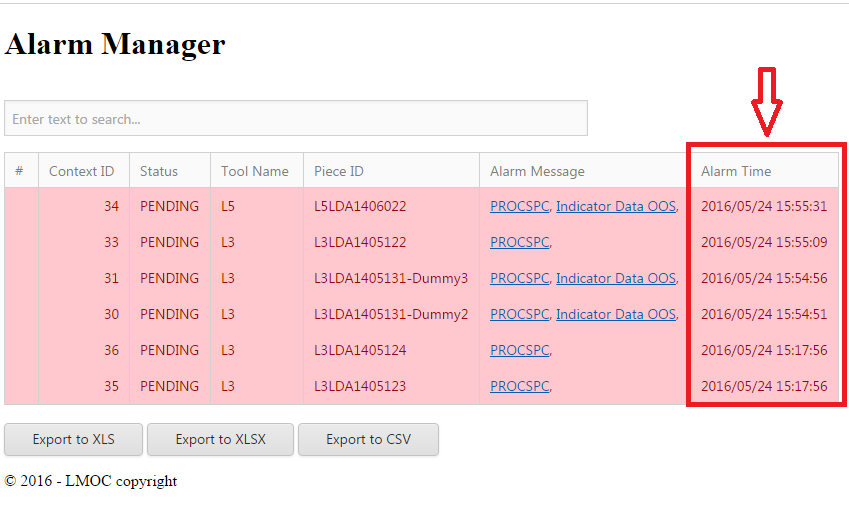 Alarm Manager
Enter text to search...
# Context ID Status Tool Name Piece ID Alarm Message Alarm Time
34 PENDING L5 L5LDA1406022 PROCSPC, Indicator Data OOS, 2016/05/24 15:55:31
33 PENDING L3 L3LDA1405122 PROCSPC, 2016/05/24 15:55:09
31 PENDING L3 L3LDA1405131-Dummy3 PROCSPC, Indicator Data OOS, 2016/05/24 15:54:56
30 PENDING L3 L3LDA1405131-Dummy2 PROCSPC, Indicator Data OOS, 2016/05/24 15:54:51
36 PENDING L3 L3LDA1405124 PROCSPC, 2016/05/24 15:17:56
35 PENDING L3 L3LDA1405123 PROCSPC, 2016/05/24 15:17:56
Export to XLS Export to XLSX Export to CSV
© 2016 - LMOC copyright